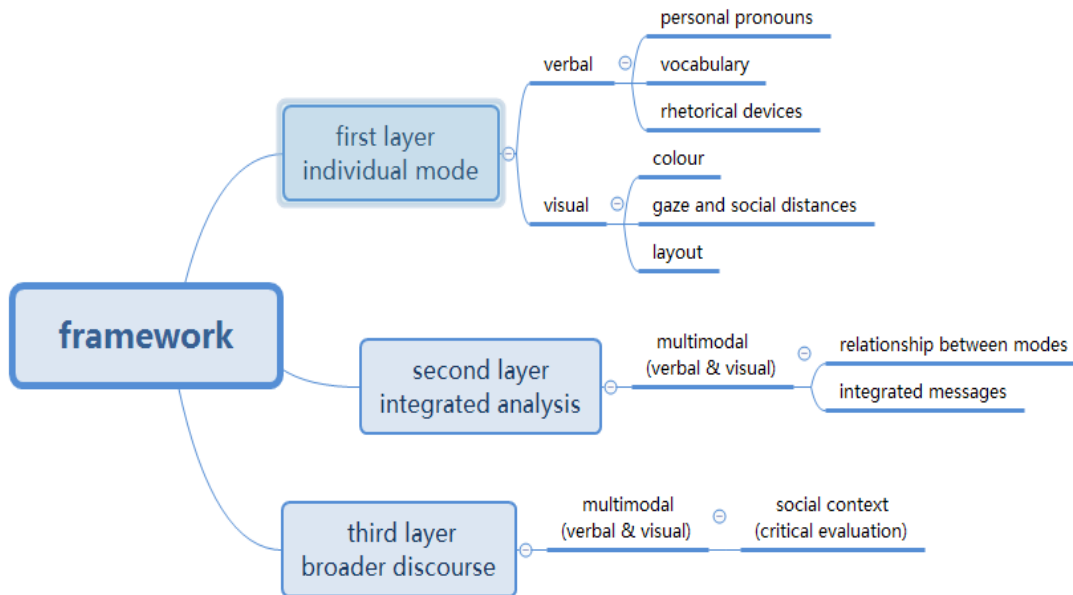 framework
first layer
individual mode
verbal
personal pronouns
vocabulary
rhetorical devices
visual
colour
gaze and social distances
layout
second layer
integrated analysis
multimodal
(verbal & visual)
relationship between modes
integrated messages
third layer
broader discourse
multimodal
(verbal & visual)
social context
(critical evaluation)